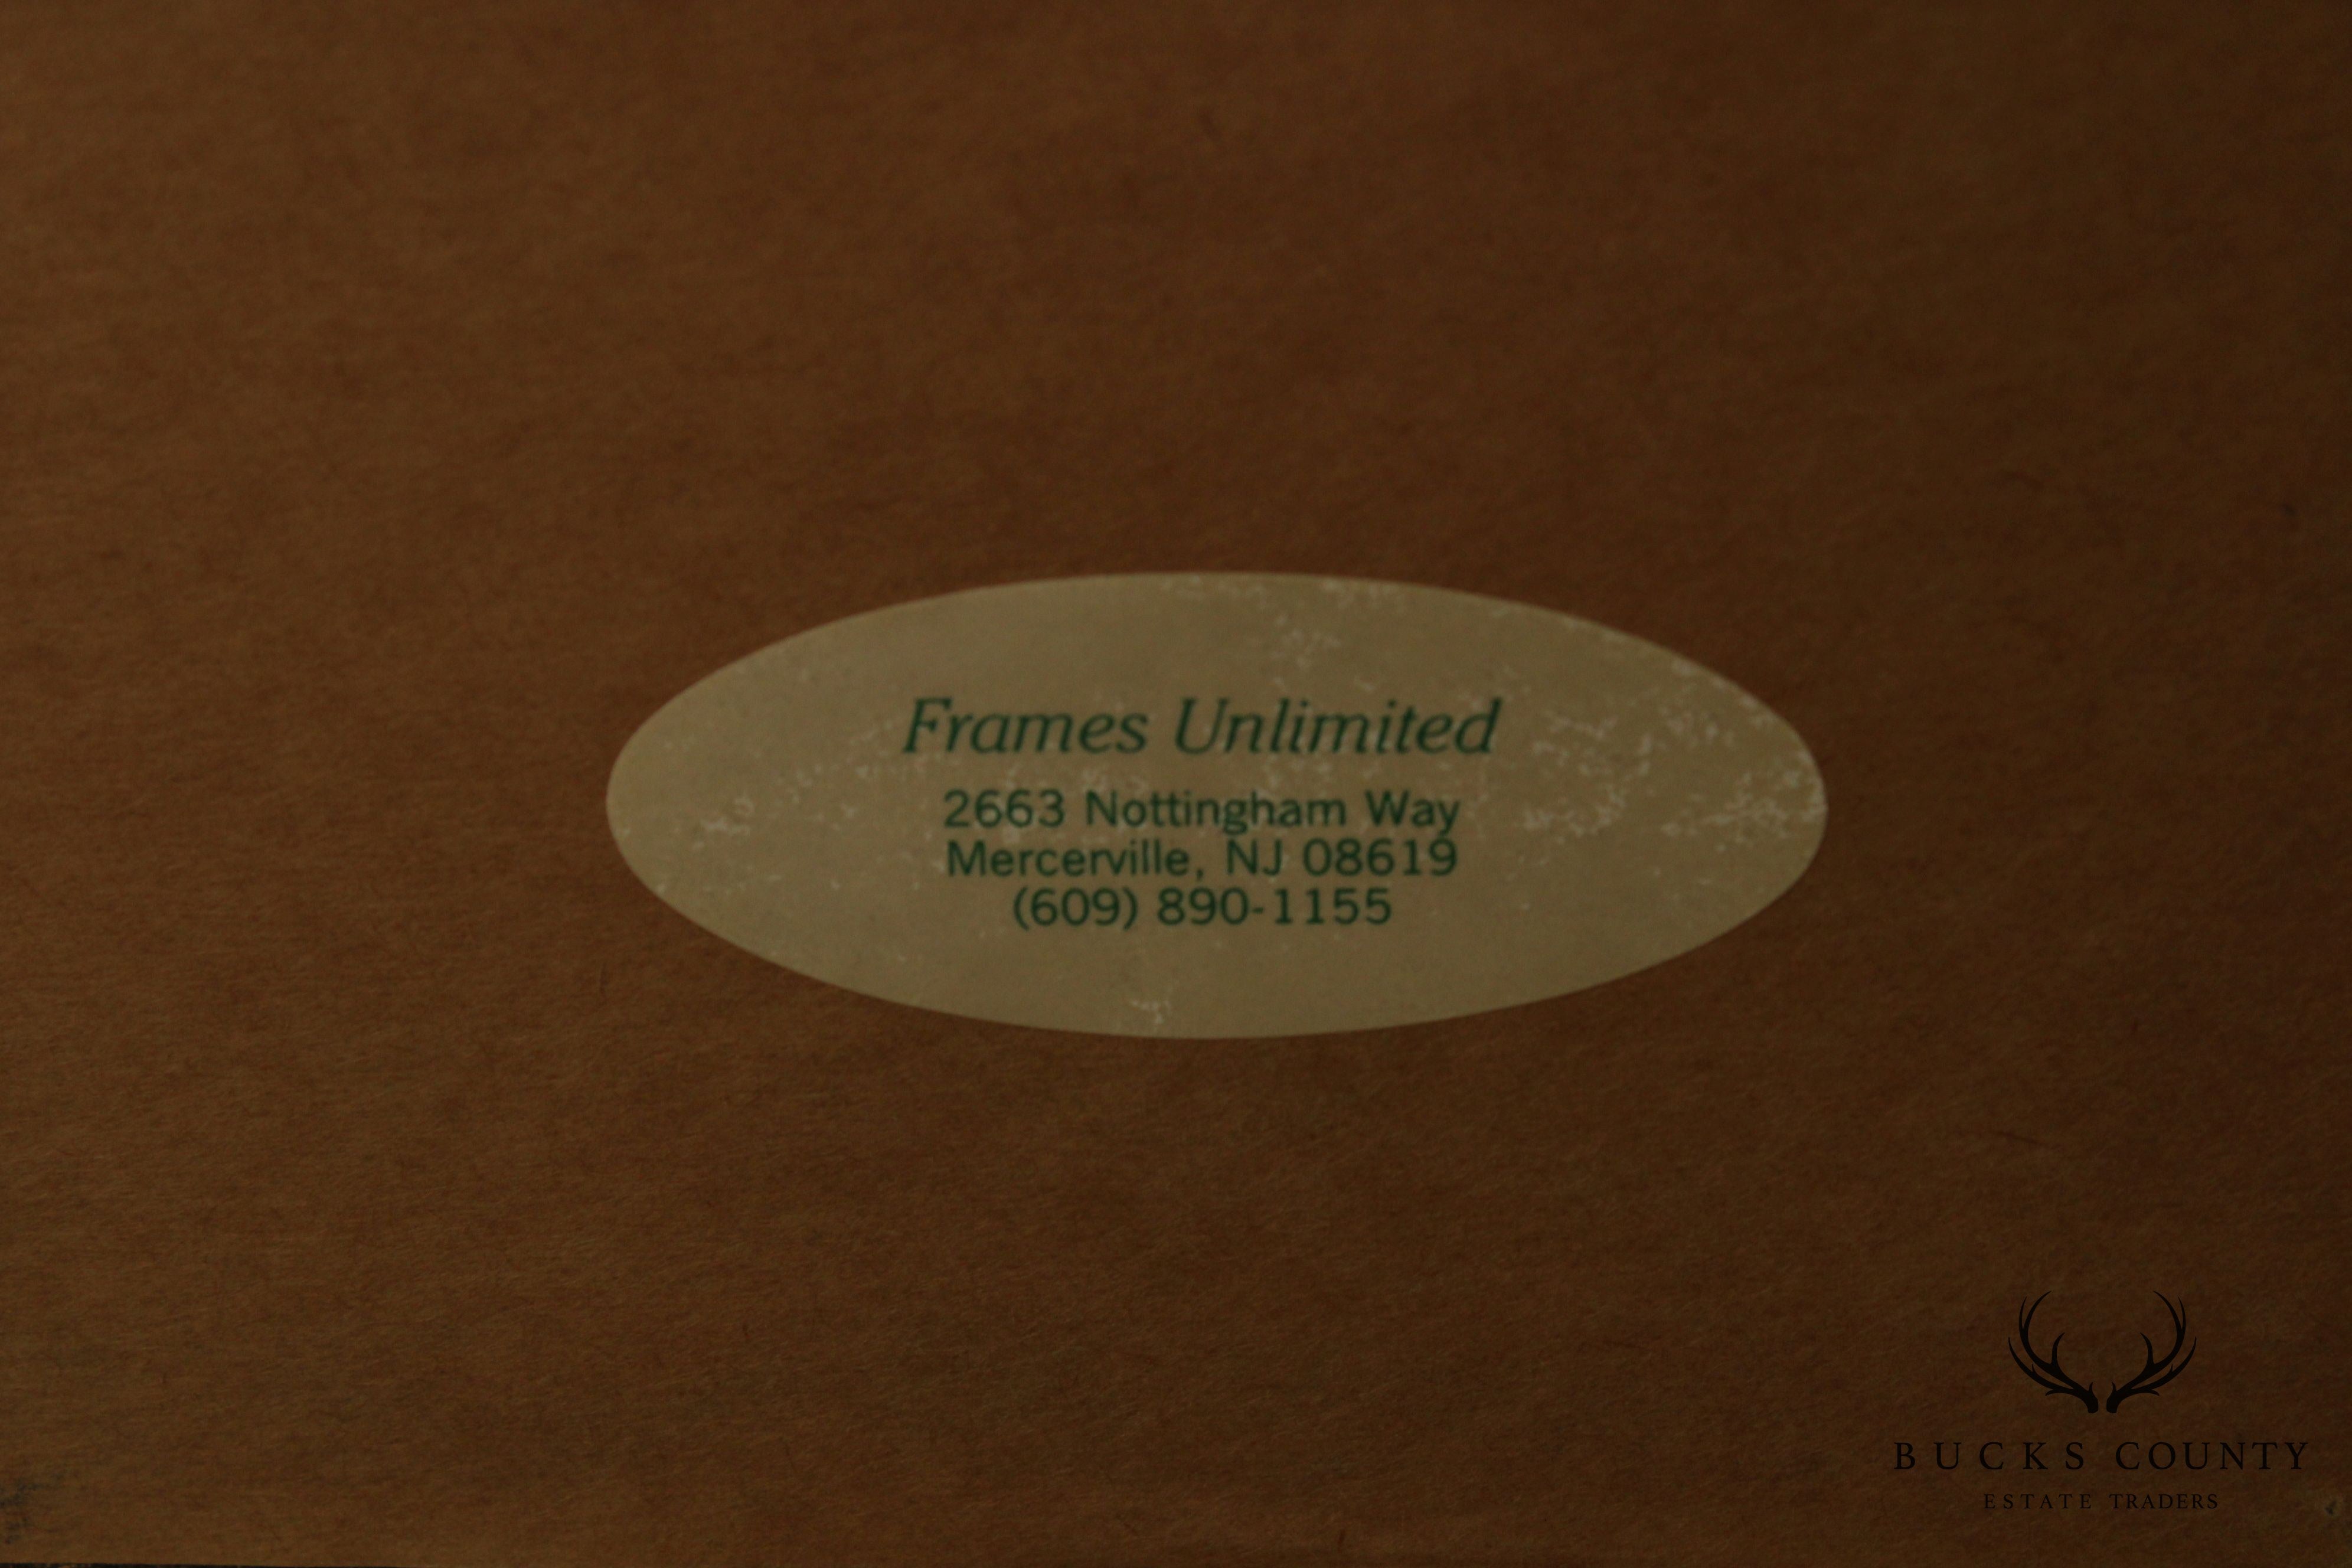 Frames Unlimited
2663 Nottingham Way
Mercerville, NJ 08619
(609) 890-1155
BUCKS COUNTY
ESTATE TRADERS